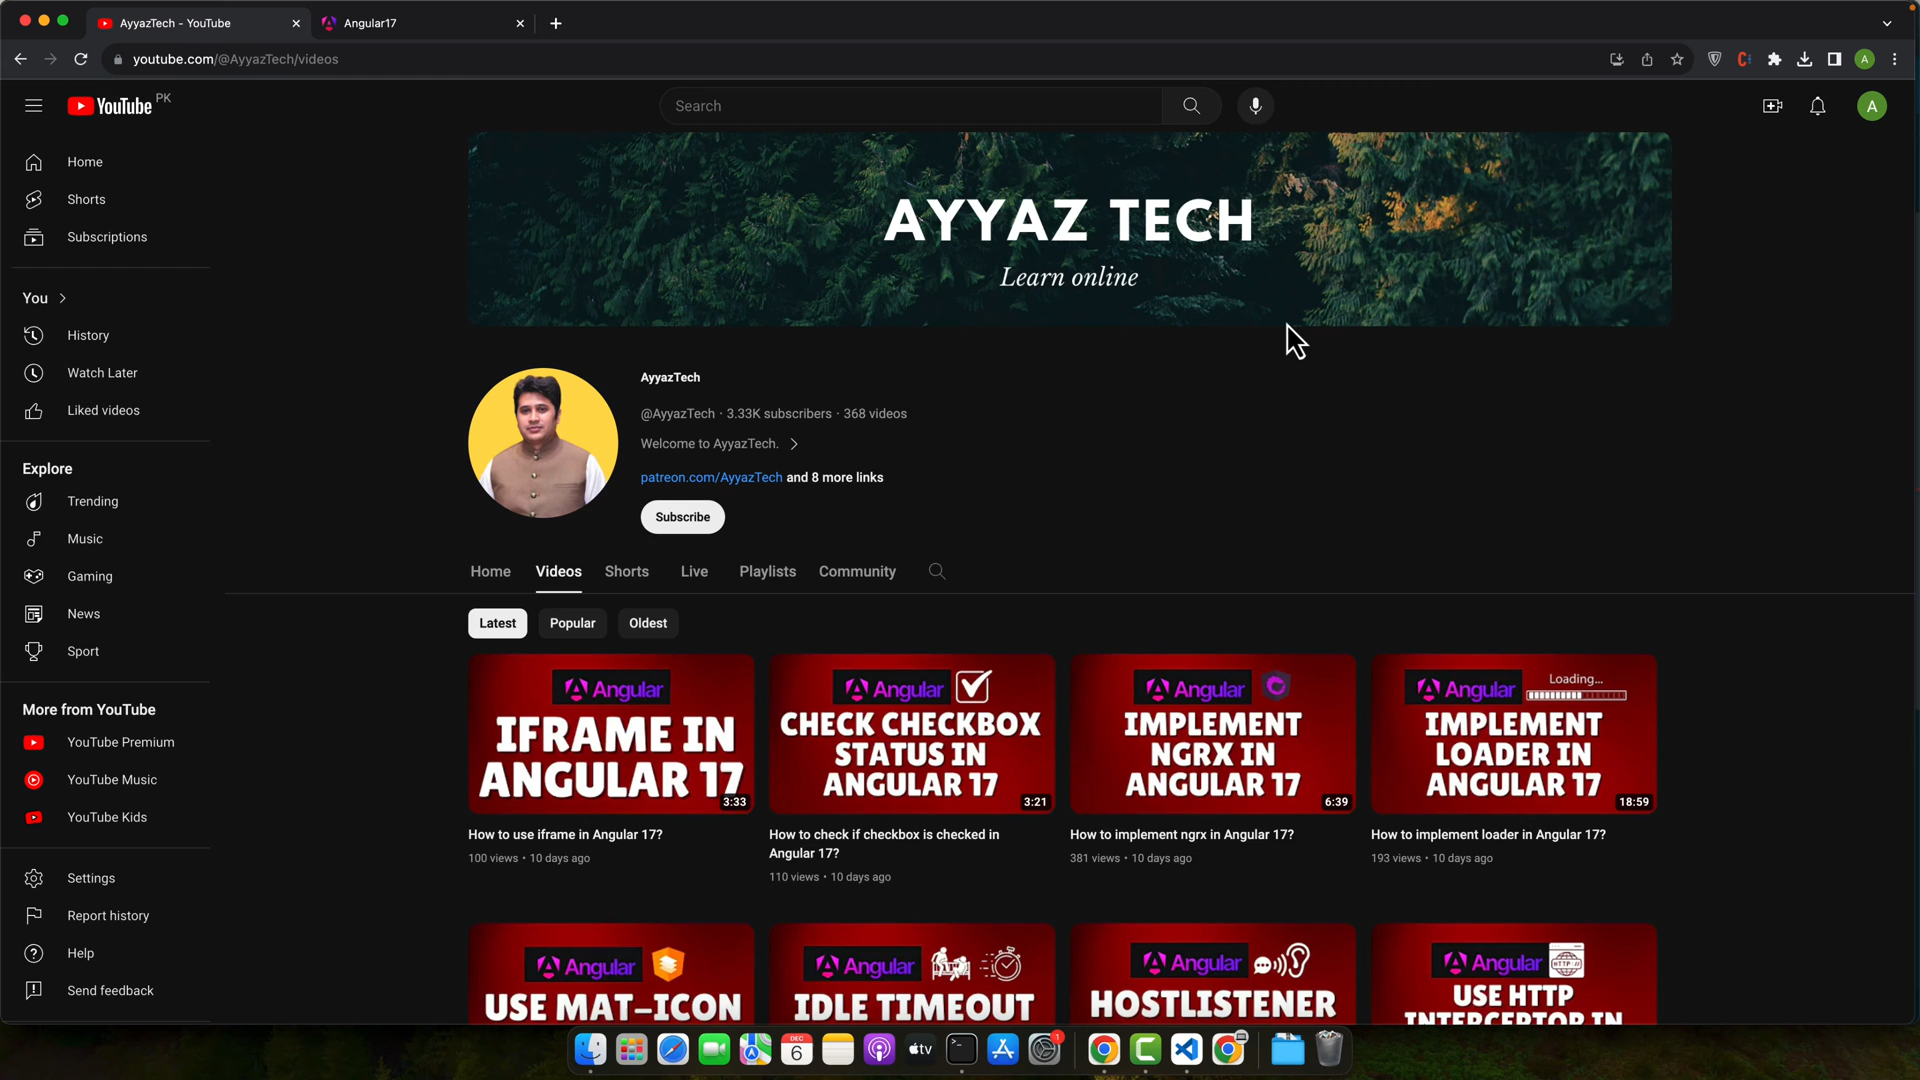 AyyazTech - YouTube
Angular17
youtube.com/@AyyazTech/videos
A
YouTube PK
Search
A
Home
Shorts
Subscriptions
You
History
Watch Later
Liked videos
Explore
Trending
Music
Gaming
News
Sport
More from YouTube
YouTube Premium
YouTube Music
YouTube Kids
Settings
Report history
Help
Send feedback
AYYAZ TECH
Learn online
AyyazTech
@AyyazTech · 3.33K subscribers · 368 videos
Welcome to AyyazTech.
patreon.com/AyyazTech and 8 more links
Subscribe
Home
Videos
Shorts
Live
Playlists
Community
Latest
Popular
Oldest
Angular
IFRAME IN
ANGULAR 17
3:33
How to use iframe in Angular 17?
100 views • 10 days ago
Angular
CHECK CHECKBOX
STATUS IN
ANGULAR 17
3:21
How to check if checkbox is checked in
Angular 17?
110 views • 10 days ago
Angular
IMPLEMENT
NGRX IN
ANGULAR 17
6:39
How to implement ngrx in Angular 17?
381 views • 10 days ago
Angular
Loading...
IMPLEMENT
LOADER IN
ANGULAR 17
18:59
How to implement loader in Angular 17?
193 views • 10 days ago
Angular
USE MAT-ICON
Angular
IDLE TIMEOUT
Angular
HOSTLISTENER
Angular
HTTP
USE HTTP
INTERCEPTOR IN
DEC
6
tv
1